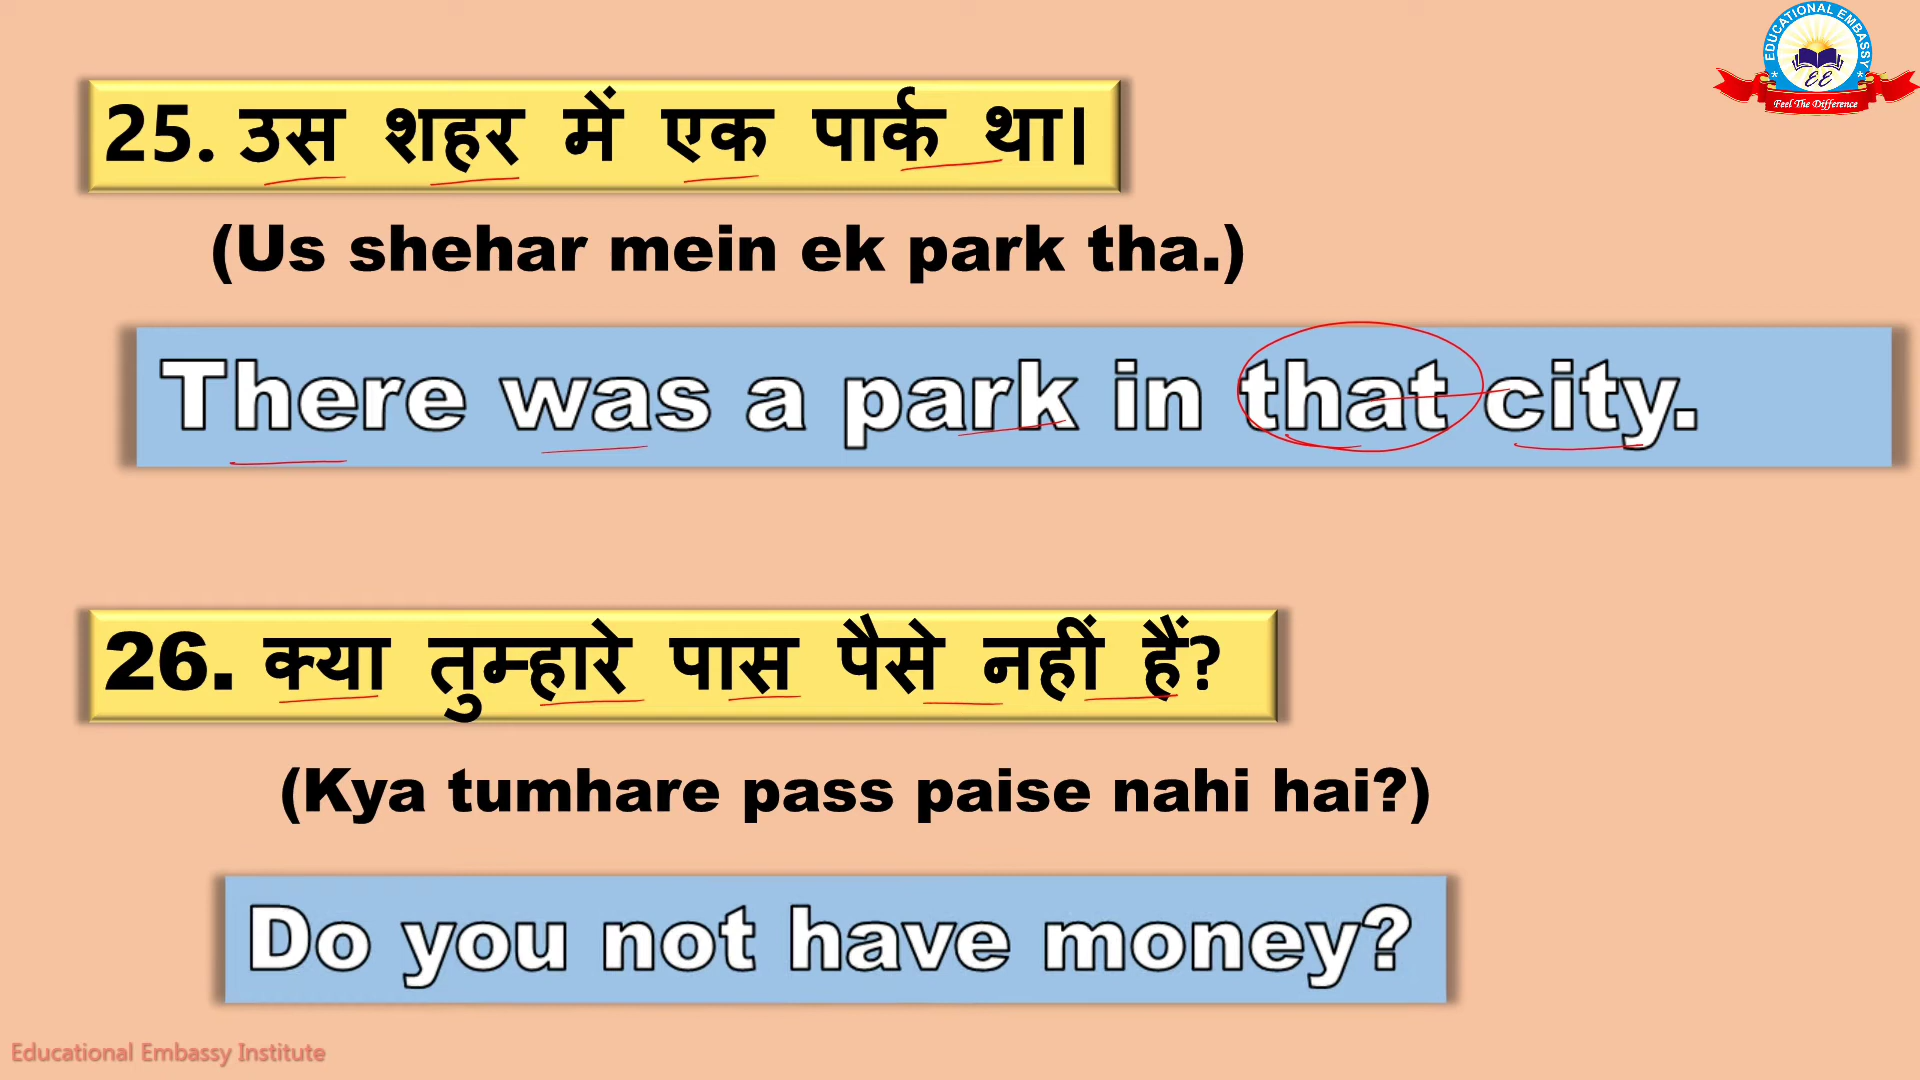 EDUCATIONAL EMBASSY
EE
Feel The Difference
25. उस शहर में एक पार्क था।
(Us shehar mein ek park tha.)
There was a park in that city.
26. क्या तुम्हारे पास पैसे नहीं हैं?
(Kya tumhare pass paise nahi hai?)
Do you not have money?
Educational Embassy Institute